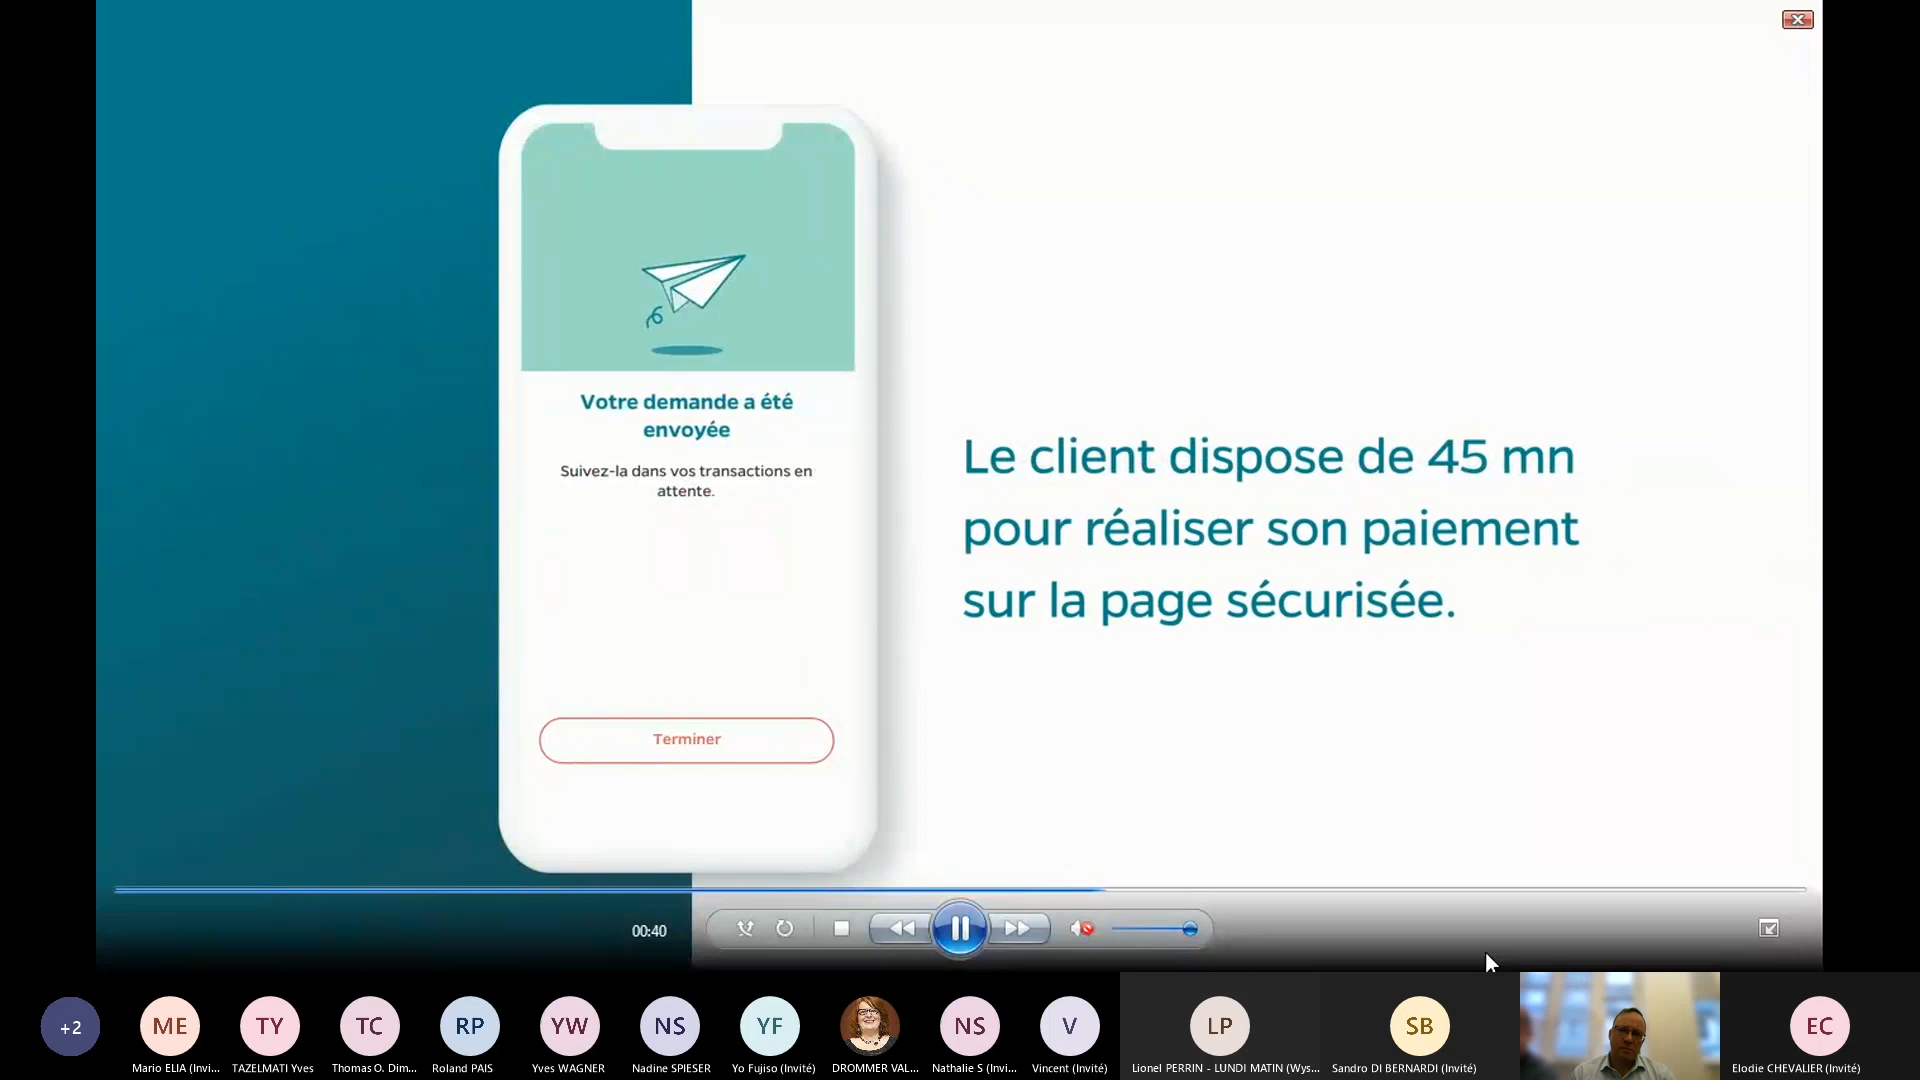 Votre demande a été
envoyée
Suivez-la dans vos transactions en
attente.
Terminer
Le client dispose de 45 mn
pour réaliser son paiement
sur la page sécurisée.
00:40
+2
ME
TY
TC
RP
YW
NS
YF
NS
V
LP
SB
EC
Mario ELIA (Invi...
TAZELMATI Yves
Thomas O. Dim...
Roland PAIS
Yves WAGNER
Nadine SPIESER
Yo Fujiso (Invité)
DROMMER VAL...
Nathalie S (Invi...
Vincent (Invité)
Lionel PERRIN - LUNDI MATIN (Wys...
Sandro DI BERNARDI (Invité)
Elodie CHEVALIER (Invité)